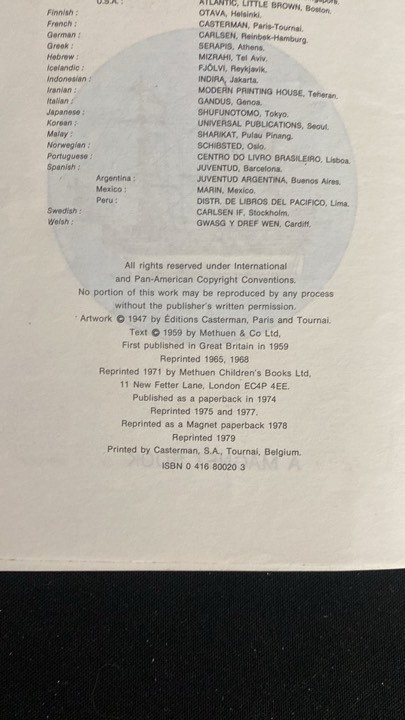 U.S.A. : ATLANTIC, LITTLE BROWN, Boston.
Finnish : OTAVA, Helsinki.
French : CASTERMAN, Paris-Tournai.
German : CARLSEN, Reinbek-Hamburg.
Greek : SERAPIS, Athens.
Hebrew : MIZRAHI, Tel Aviv.
Icelandic : FJÖLVI, Reykjavik.
Indonesian : INDIRA, Jakarta.
Iranian : MODERN PRINTING HOUSE, Teheran.
Italian : GANDUS, Genoa.
Japanese : SHUFUNOTOMO, Tokyo.
Korean : UNIVERSAL PUBLICATIONS, Seoul.
Malay : SHARIKAT, Pulau Pinang.
Norwegian : SCHIBSTED, Oslo.
Portuguese : CENTRO DO LIVRO BRASILEIRO, Lisboa.
Spanish : JUVENTUD, Barcelona.
Argentina : JUVENTUD ARGENTINA, Buenos Aires.
Mexico : MARIN, Mexico.
Peru : DISTR. DE LIBROS DEL PACIFICO, Lima.
Swedish : CARLSEN IF, Stockholm.
Welsh : GWASG Y DREF WEN, Cardiff.
All rights reserved under International
and Pan-American Copyright Conventions.
No portion of this work may be reproduced by any process
without the publisher's written permission.
Artwork © 1947 by Éditions Casterman, Paris and Tournai.
Text © 1959 by Methuen & Co Ltd.
First published in Great Britain in 1959
Reprinted 1965, 1968
Reprinted 1971 by Methuen Children's Books Ltd,
11 New Fetter Lane, London EC4P 4EE.
Published as a paperback in 1974
Reprinted 1975 and 1977.
Reprinted as a Magnet paperback 1978
Reprinted 1979
Printed by Casterman, S.A., Tournai, Belgium.
ISBN 0 416 80020 3